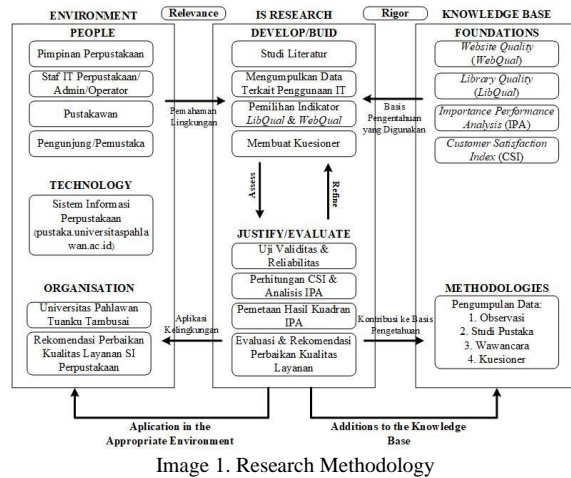 ENVIRONMENT
Relevance
IS RESEARCH
Rigor
KNOWLEDGE BASE
PEOPLE
Pimpinan Perpustakaan
Staf IT Perpustakaan/
Admin/Operator
Pustakawan
Pengunjung/Pemustaka
TECHNOLOGY
Sistem Informasi
Perpustakaan
(pustaka.universitaspahla
wan.ac.id)
ORGANISATION
Universitas Pahlawan
Tuanku Tambusai
Rekomendasi Perbaikan
Kualitas Layanan SI
Perpustakaan
Pemahaman
Lingkungan
Aplikasi
Kelingkungan
DEVELOP/BUID
Studi Literatur
Mengumpulkan Data
Terkait Penggunaan IT
Pemilihan Indikator
LibQual & WebQual
Membuat Kuesioner
Assess
Refine
JUSTIFY/EVALUATE
Uji Validitas &
Reliabilitas
Perhitungan CSI &
Analisis IPA
Pemetaan Hasil Kuadran
IPA
Evaluasi & Rekomendasi
Perbaikan Kualitas
Layanan
Basis
Pengentahuan
yang Digunakan
Kontribusi ke Basis
Pengetahuan
FOUNDATIONS
Website Quality
(WebQual)
Library Quality
(LibQual)
Importance Performance
Analysis (IPA)
Customer Satisfaction
Index (CSI)
METHODOLOGIES
Pengumpulan Data:
1. Observasi
2. Studi Pustaka
3. Wawancara
4. Kuesioner
Aplication in the
Appropriate Environment
Additions to the Knowledge
Base
Image 1. Research Methodology